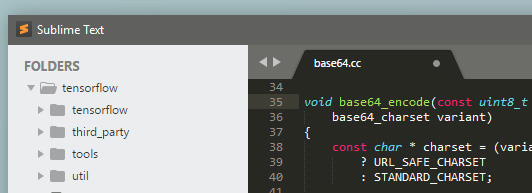 Sublime Text
FOLDERS
tensorflow
tensorflow
third_party
tools
util
base64.cc
34
35 void base64_encode(const uint8_t
36 base64_charset variant)
37 {
38 const char * charset = (varia
39 ? URL_SAFE_CHARSET
40 : STANDARD_CHARSET;